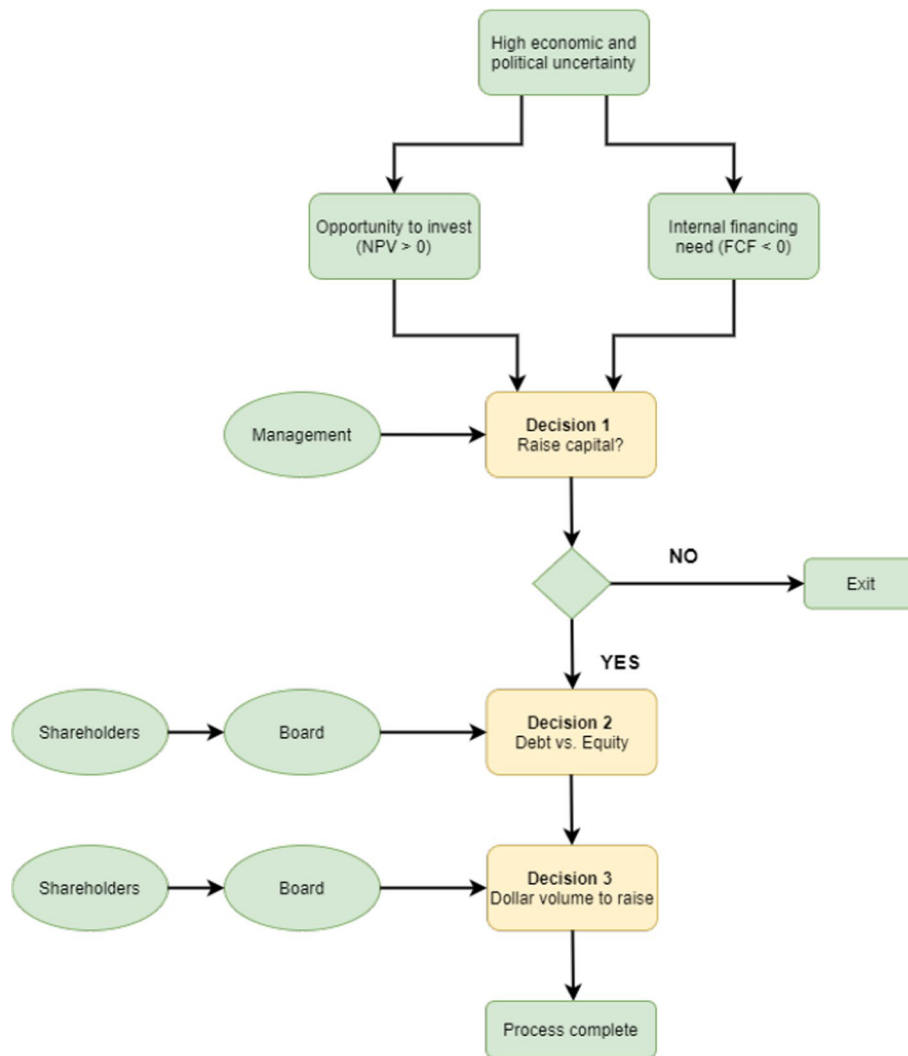 High economic and
political uncertainty
Opportunity to invest
(NPV > 0)
Internal financing
need (FCF < 0)
Management
Decision 1
Raise capital?
NO
Exit
YES
Shareholders
Board
Decision 2
Debt vs. Equity
Shareholders
Board
Decision 3
Dollar volume to raise
Process complete